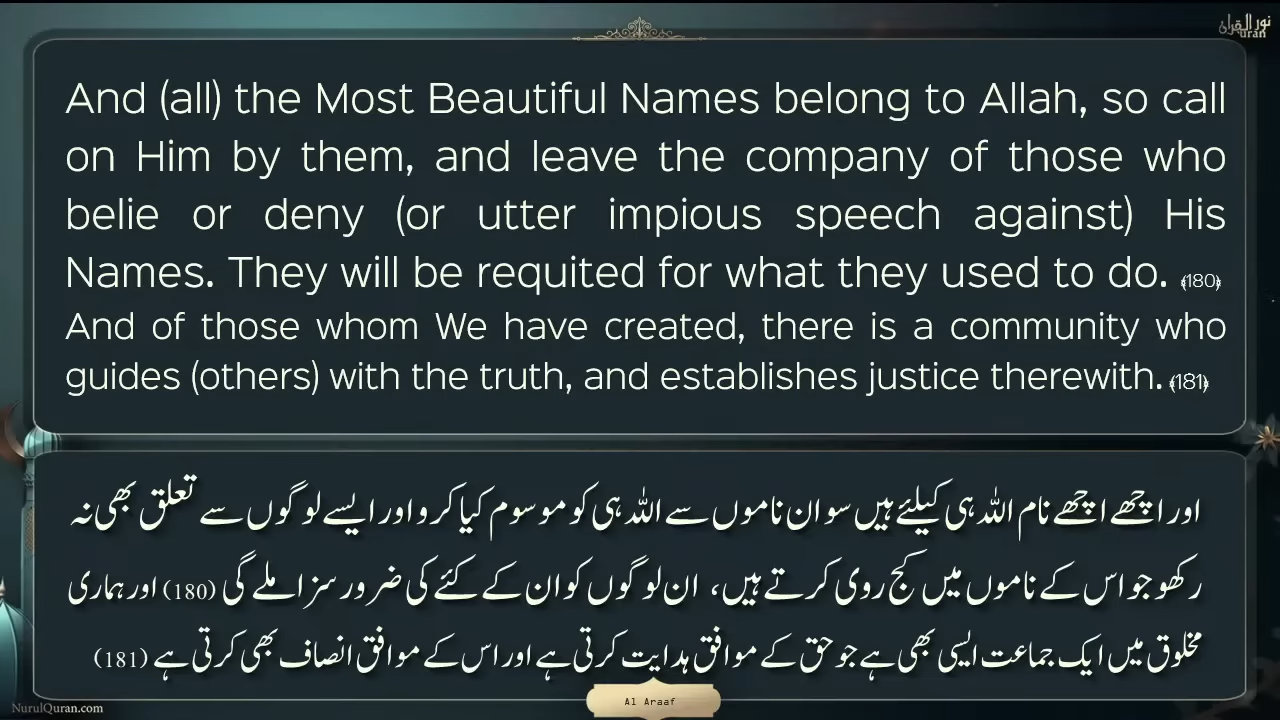 نور القرآن
uran
And (all) the Most Beautiful Names belong to Allah, so call
on Him by them, and leave the company of those who
belie or deny (or utter impious speech against) His
Names. They will be requited for what they used to do. ﴾180﴿
And of those whom We have created, there is a community who
guides (others) with the truth, and establishes justice therewith. ﴾181﴿
اور اچھے اچھے نام اللہ ہی کیلئے ہیں سو ان ناموں سے اللہ ہی کو موسوم کیا کرو اور ایسے لوگوں سے تعلق بھی نہ
رکھو جو اس کے ناموں میں کج روی کرتے ہیں، ان لوگوں کو ان کے کئے کی ضرور سزا ملے گی (180) اور ہماری
مخلوق میں ایک جماعت ایسی بھی ہے جو حق کے موافق ہدایت کرتی ہے اور اس کے موافق انصاف بھی کرتی ہے (181)
Al Araaf
NurulQuran.com